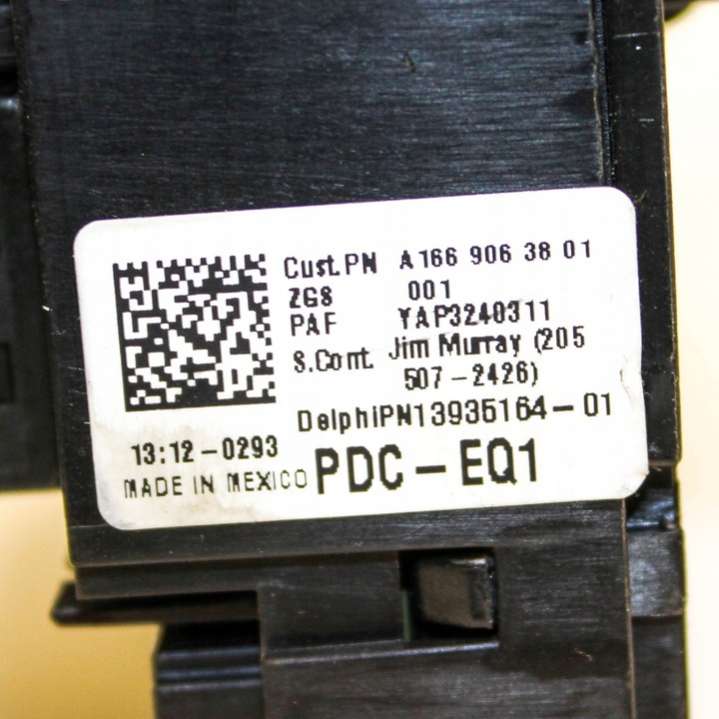 Cust.PN A 166 906 38 01
ZGS 001
PAF YAP3240311
S.Cont. Jim Murray (205
507-2426)
DelphiPN13935164-01
13:12-0293
MADE IN MEXICO PDC-EQ1